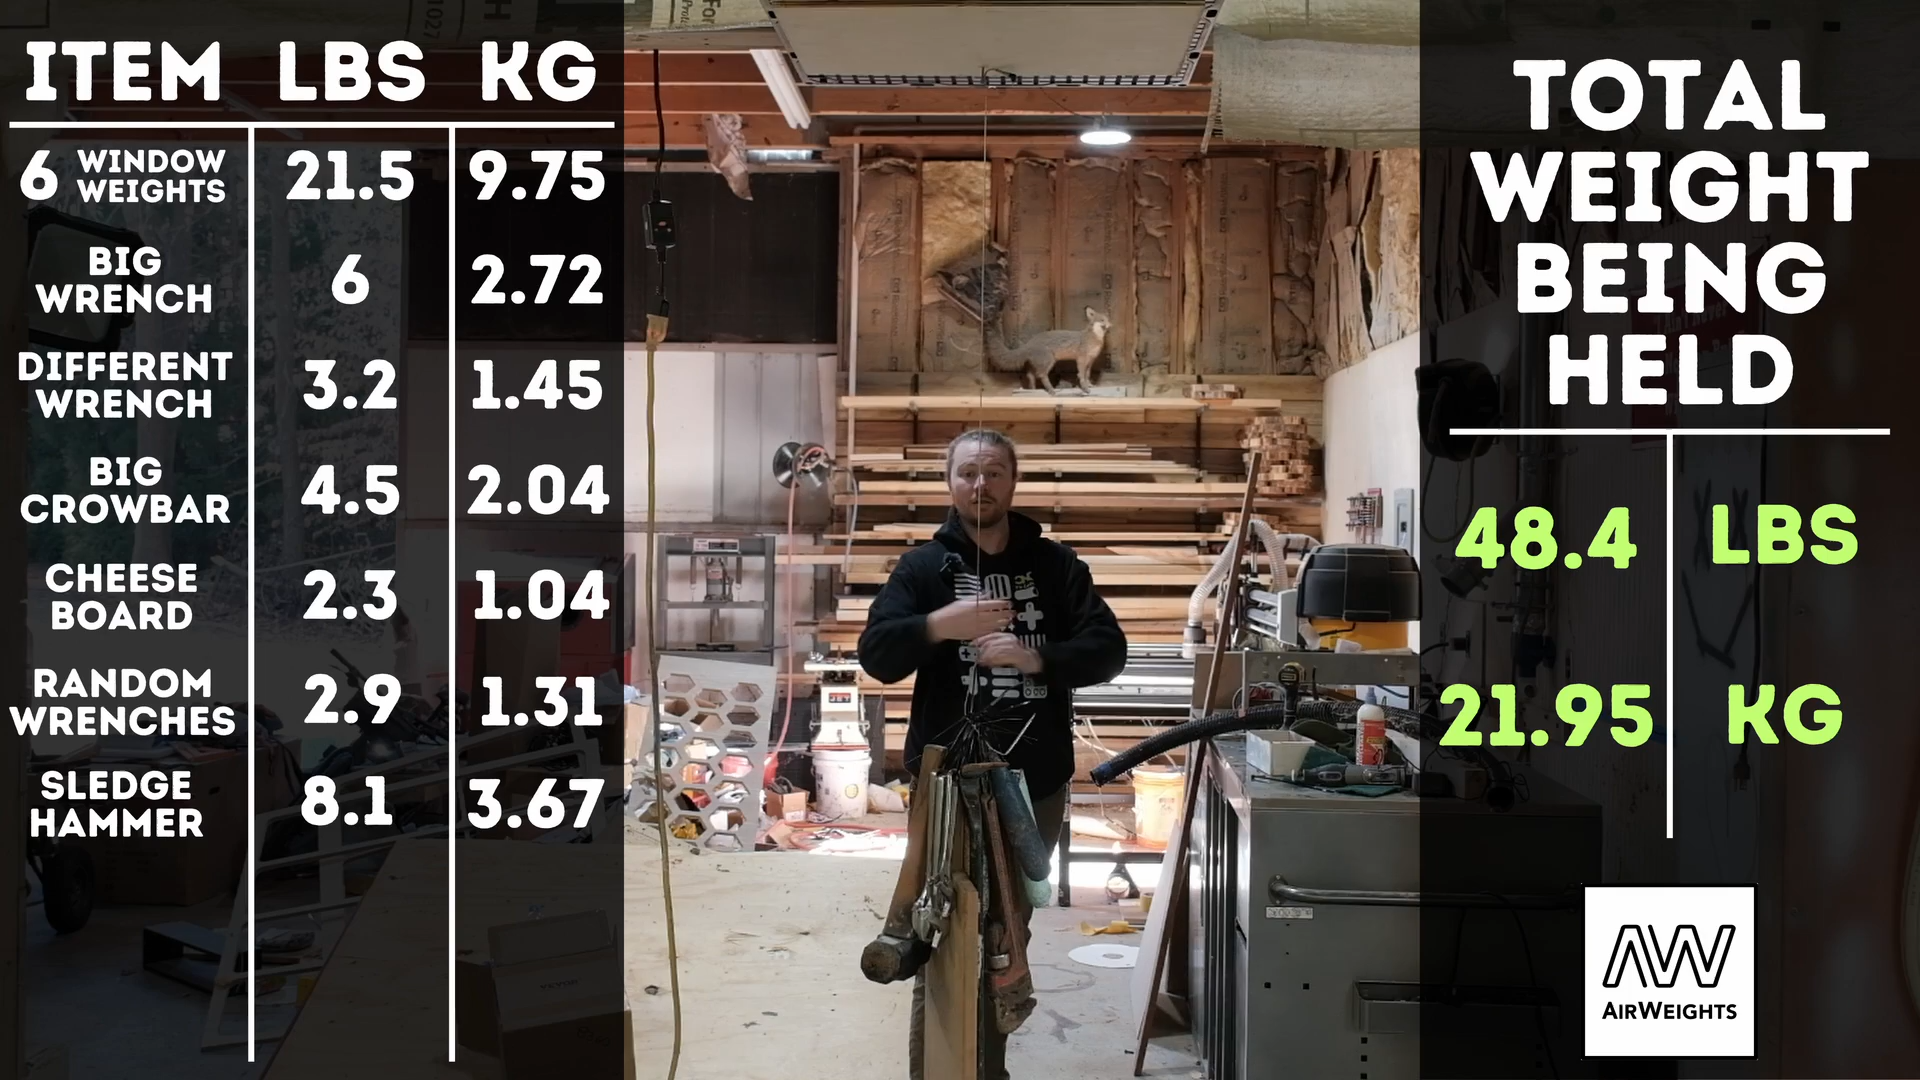 ITEM LBS KG
6 WINDOW WEIGHTS 21.5 9.75
BIG WRENCH 6 2.72
DIFFERENT WRENCH 3.2 1.45
BIG CROWBAR 4.5 2.04
CHEESE BOARD 2.3 1.04
RANDOM WRENCHES 2.9 1.31
SLEDGE HAMMER 8.1 3.67
TOTAL
WEIGHT
BEING
HELD
48.4 LBS
21.95 KG
AW
AIRWEIGHTS